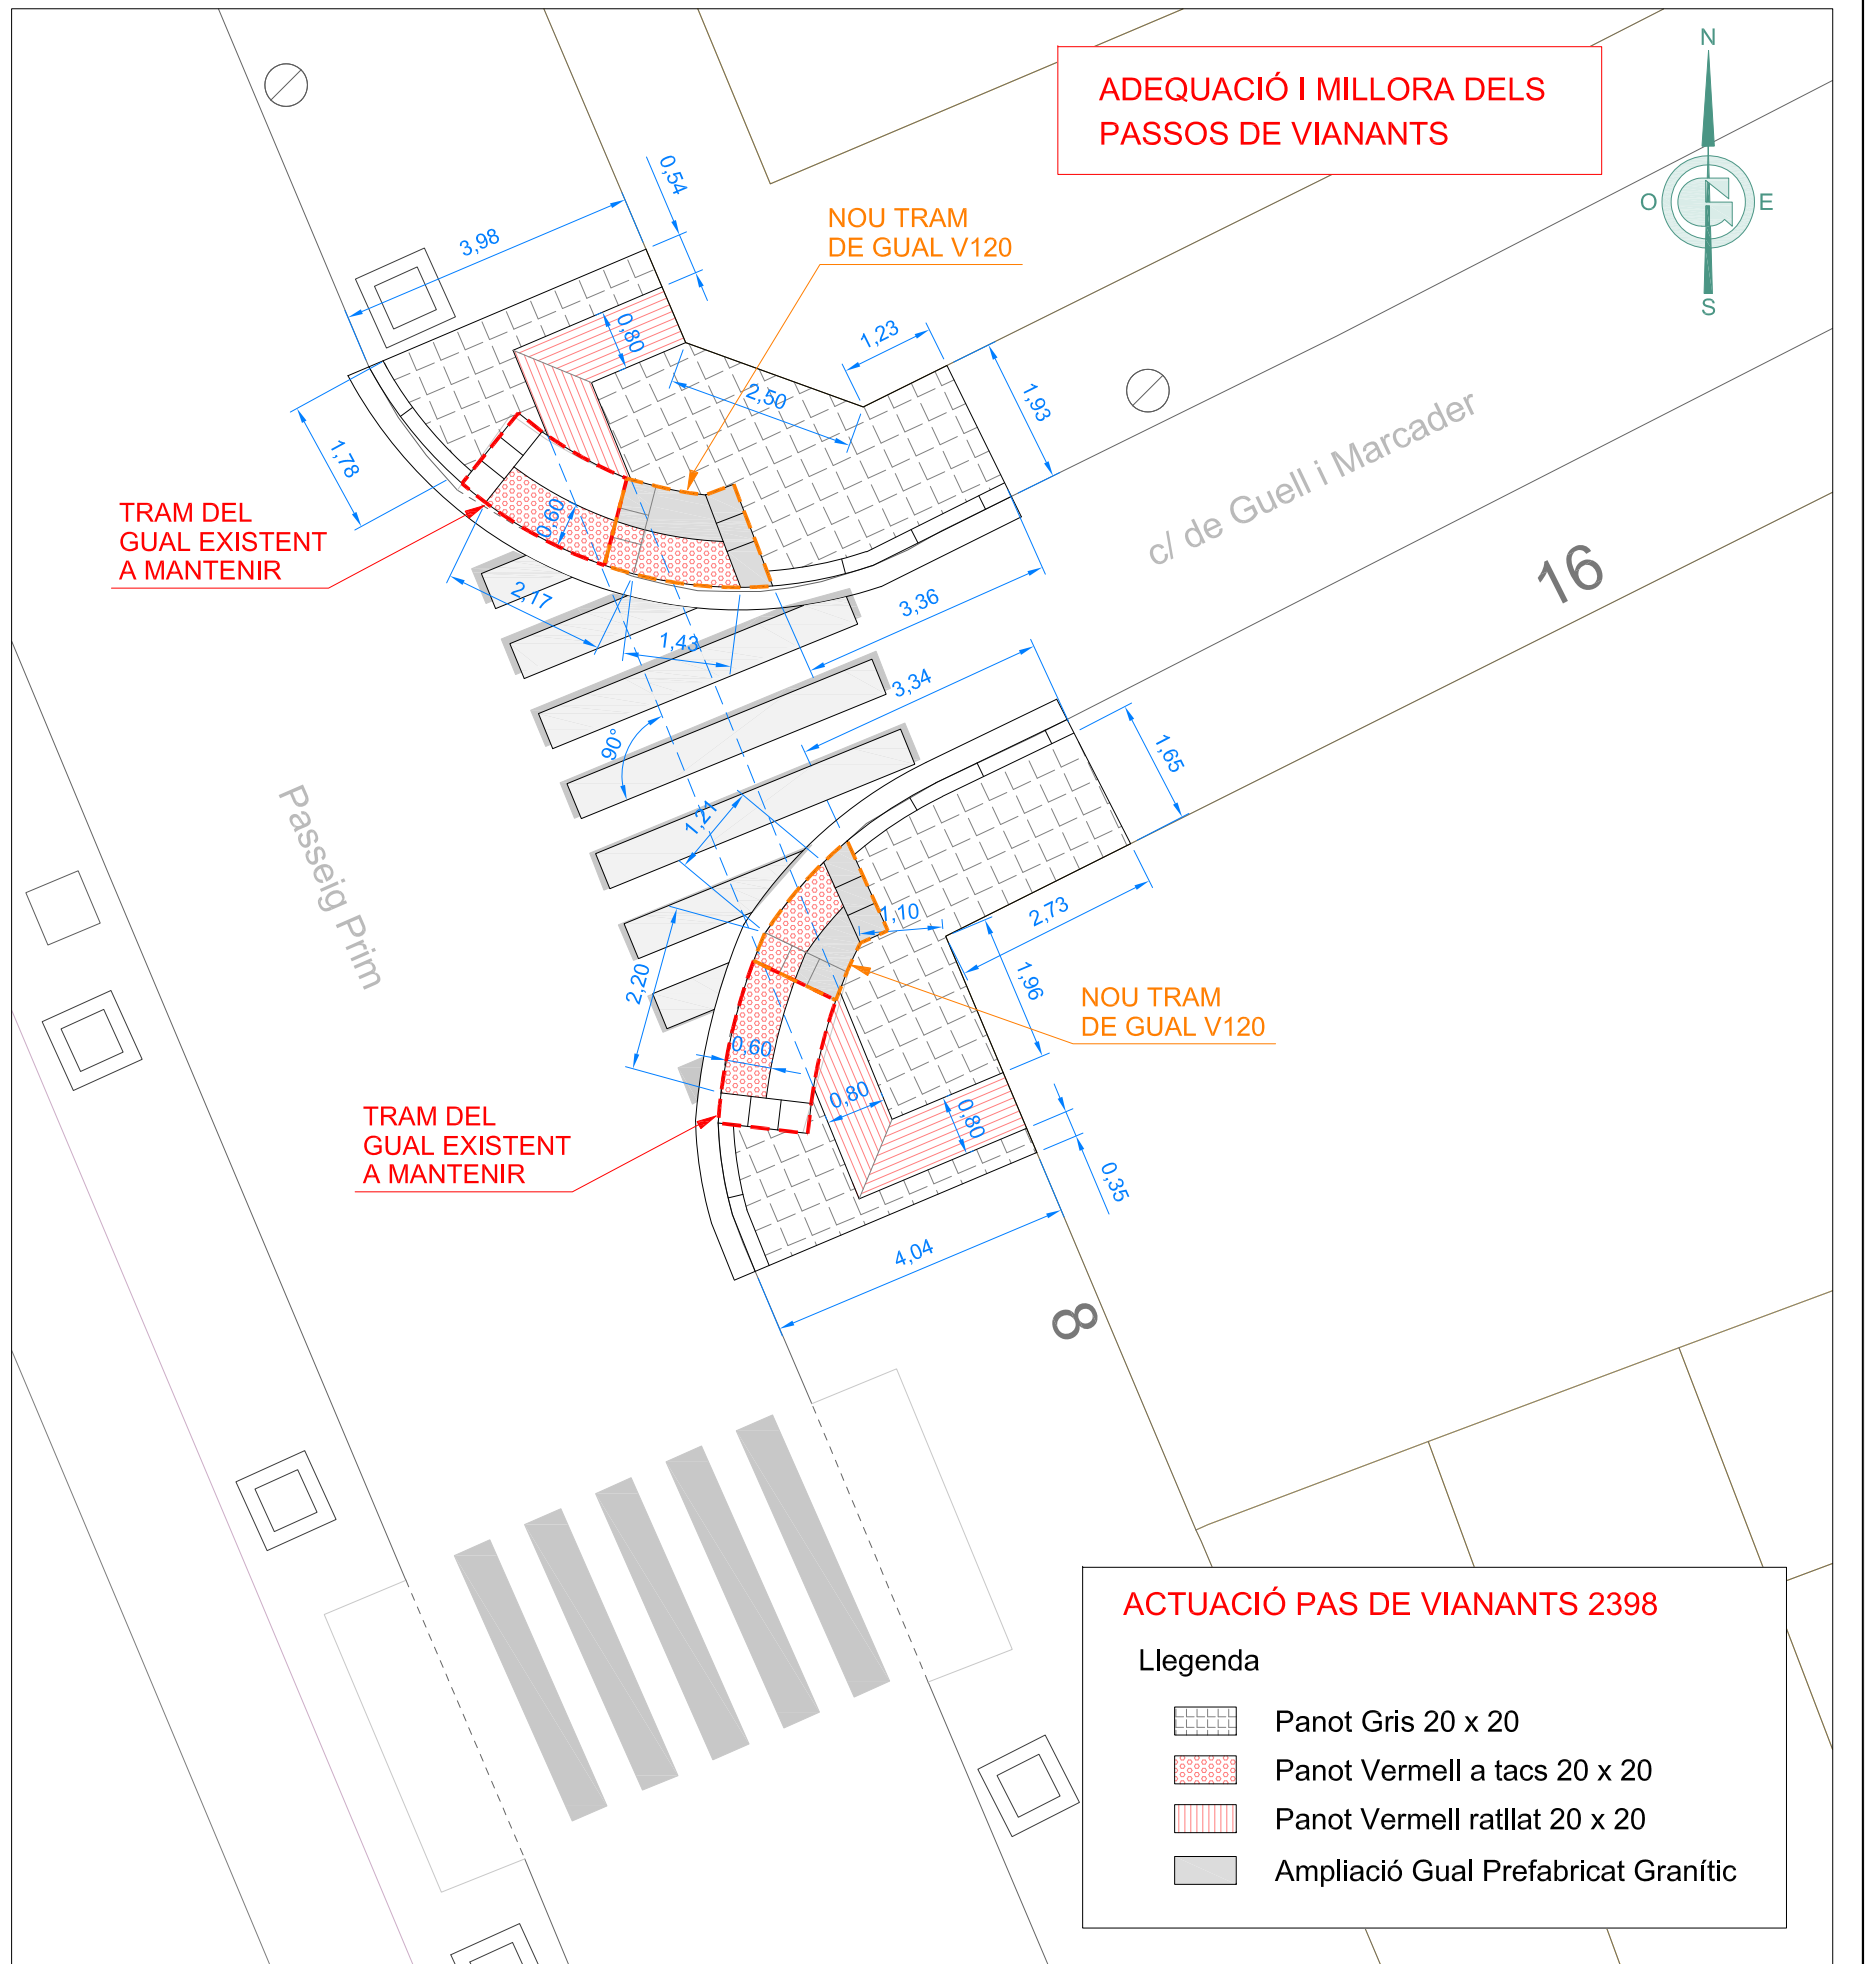 ADEQUACIÓ I MILLORA DELS
PASSOS DE VIANANTS
N
O
E
S
0,54
3,98
NOU TRAM
DE GUAL V120
0,80
1,23
2,50
1,93
1,78
c/ de Guell i Marcader
TRAM DEL
GUAL EXISTENT
A MANTENIR
0,60
16
2,17
3,36
1,43
3,34
90°
1,65
1,21
Passeig Prim
1,10
2,73
2,20
1,96
NOU TRAM
DE GUAL V120
0,60
0,80
0,80
TRAM DEL
GUAL EXISTENT
A MANTENIR
0,35
4,04
8
ACTUACIÓ PAS DE VIANANTS 2398
Llegenda
Panot Gris 20 x 20
Panot Vermell a tacs 20 x 20
Panot Vermell ratllat 20 x 20
Ampliació Gual Prefabricat Granític